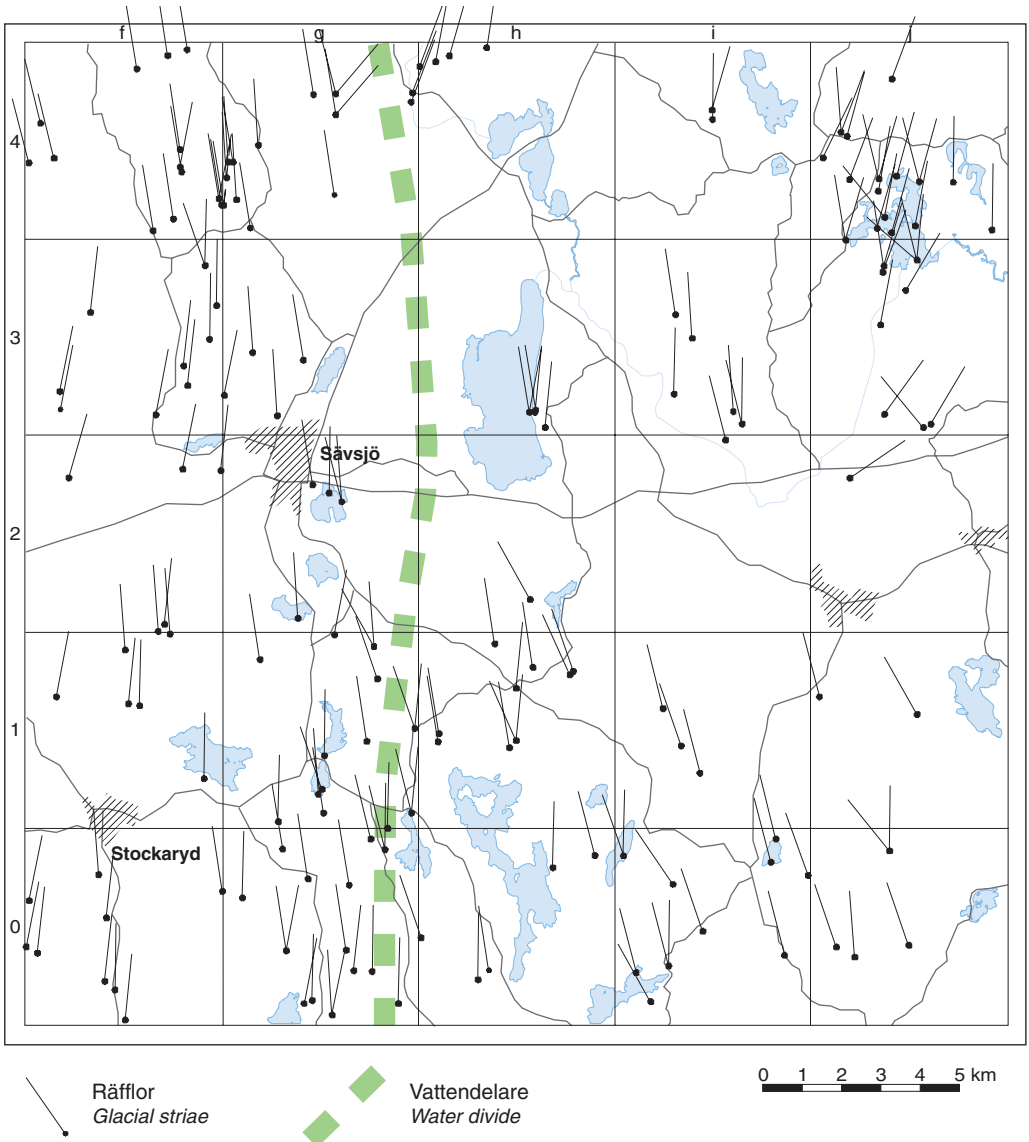 f g h i j
4
3
Sävsjö
2
1
Stockaryd
0
Räfflor
Glacial striae
Vattendelare
Water divide
0 1 2 3 4 5 km